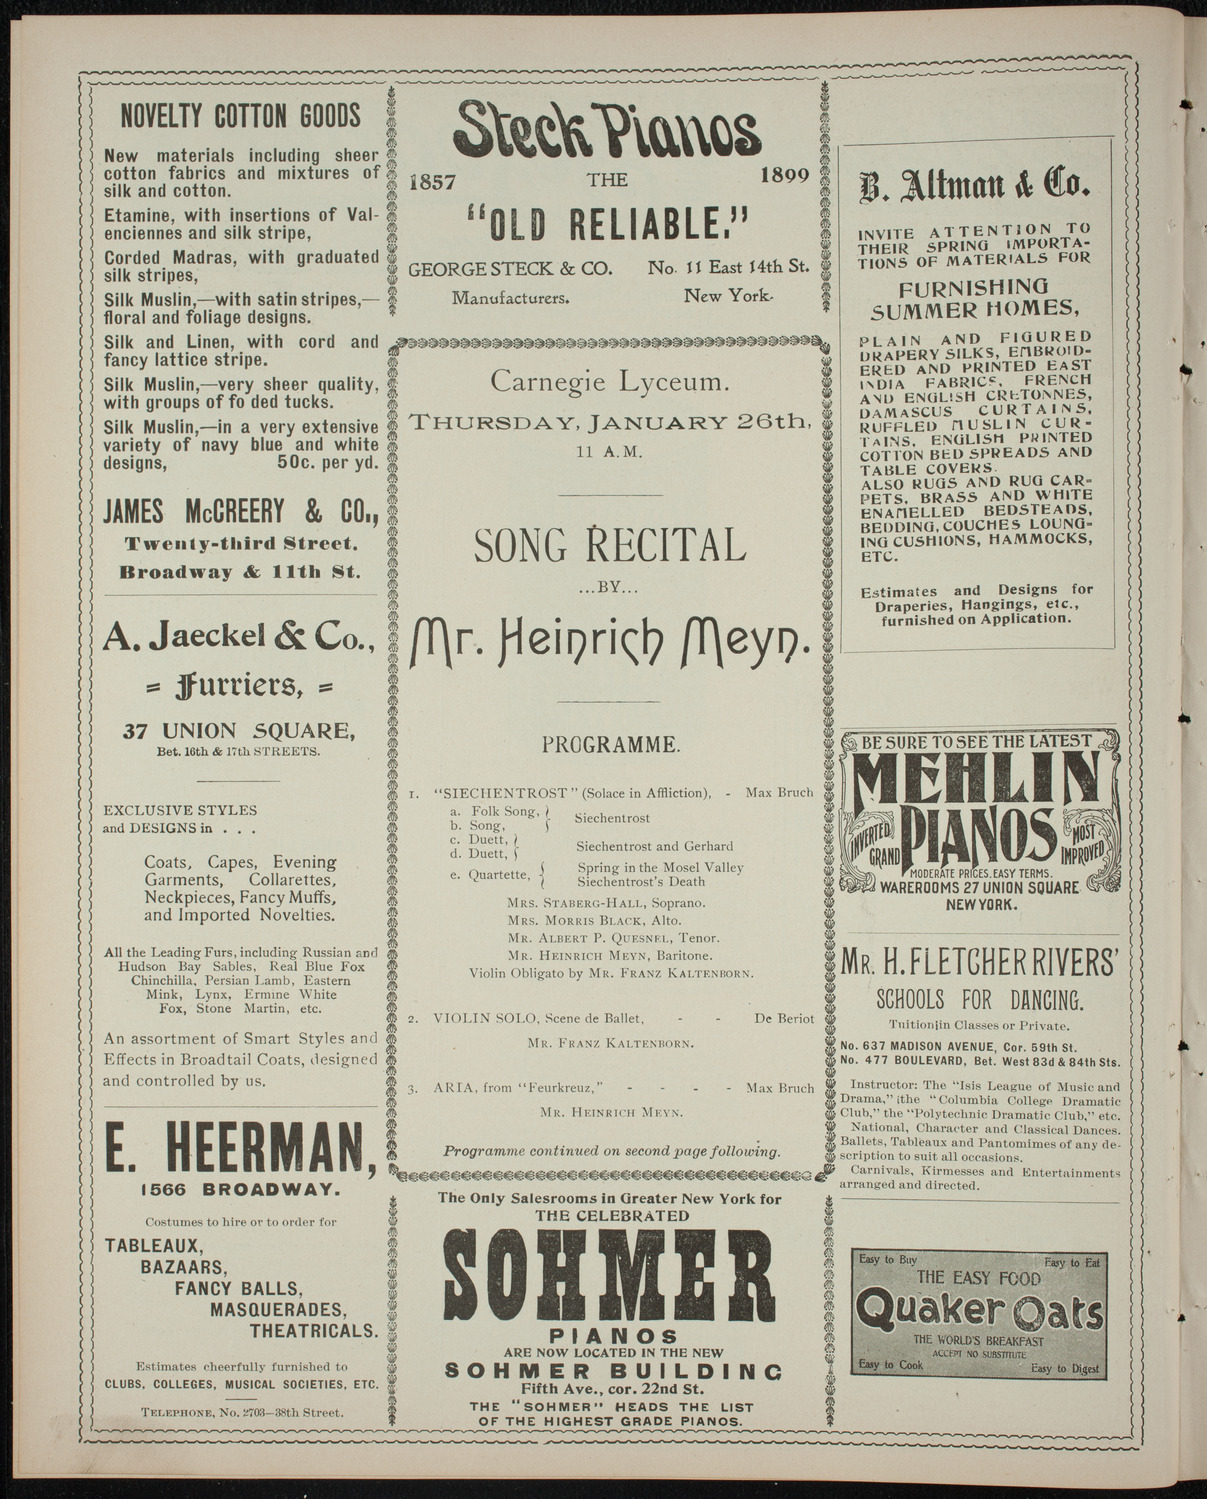 NOVELTY COTTON GOODS
New materials including sheer
cotton fabrics and mixtures of
silk and cotton.
Etamine, with insertions of Val-
enciennes and silk stripe,
Corded Madras, with graduated
silk stripes,
Silk Muslin,—with satin stripes,—
floral and foliage designs.
Silk and Linen, with cord and
fancy lattice stripe.
Silk Muslin,—very sheer quality,
with groups of fo ded tucks.
Silk Muslin,—in a very extensive
variety of navy blue and white
designs, 50c. per yd.
JAMES McCREERY & CO.,
Twenty-third Street.
Broadway & 11th St.
A. Jaeckel & Co.,
= Furriers, =
37 UNION SQUARE,
Bet. 16th & 17th STREETS.
EXCLUSIVE STYLES
and DESIGNS in . . .
Coats, Capes, Evening
Garments, Collarettes,
Neckpieces, Fancy Muffs,
and Imported Novelties.
All the Leading Furs, including Russian and
Hudson Bay Sables, Real Blue Fox
Chinchilla, Persian Lamb, Eastern
Mink, Lynx, Ermine White
Fox, Stone Martin, etc.
An assortment of Smart Styles and
Effects in Broadtail Coats, designed
and controlled by us.
E. HEERMAN,
1566 BROADWAY.
Costumes to hire or to order for
TABLEAUX,
BAZAARS,
FANCY BALLS,
MASQUERADES,
THEATRICALS.
Estimates cheerfully furnished to
CLUBS, COLLEGES, MUSICAL SOCIETIES, ETC.
TELEPHONE, No. 2703—38th Street.
Steck Pianos
1857 THE 1899
"OLD RELIABLE."
GEORGE STECK & CO. No. 11 East 14th St.
Manufacturers. New York.
Carnegie Lyceum.
THURSDAY, JANUARY 26th,
11 A.M.
SONG RECITAL
...BY...
Mr. Heinrich Meyn.
PROGRAMME.
1. "SIECHENTROST" (Solace in Affliction), - Max Bruch
a. Folk Song,
b. Song,
Siechentrost
c. Duett,
d. Duett,
Siechentrost and Gerhard
e. Quartette,
Spring in the Mosel Valley
Siechentrost's Death
MRS. STABERG-HALL, Soprano.
MRS. MORRIS BLACK, Alto.
MR. ALBERT P. QUESNEL, Tenor.
MR. HEINRICH MEYN, Baritone.
Violin Obligato by MR. FRANZ KALTENBORN.
2. VIOLIN SOLO, Scene de Ballet, - - De Beriot
MR. FRANZ KALTENBORN.
3. ARIA, from "Feurkreuz," - - - - Max Bruch
MR. HEINRICH MEYN.
Programme continued on second page following.
The Only Salesrooms in Greater New York for
THE CELEBRATED
SOHMER
PIANOS
ARE NOW LOCATED IN THE NEW
SOHMER BUILDING
Fifth Ave., cor. 22nd St.
THE "SOHMER" HEADS THE LIST
OF THE HIGHEST GRADE PIANOS.
B. Altman & Co.
INVITE ATTENTION TO
THEIR SPRING IMPORTA-
TIONS OF MATERIALS FOR
FURNISHING
SUMMER HOMES,
PLAIN AND FIGURED
DRAPERY SILKS, EMBROID-
ERED AND PRINTED EAST
INDIA FABRICS, FRENCH
AND ENGLISH CRETONNES,
DAMASCUS CURTAINS,
RUFFLED MUSLIN CUR-
TAINS, ENGLISH PRINTED
COTTON BED SPREADS AND
TABLE COVERS.
ALSO RUGS AND RUG CAR-
PETS, BRASS AND WHITE
ENAMELLED BEDSTEADS,
BEDDING, COUCHES LOUNG-
ING CUSHIONS, HAMMOCKS,
ETC.
Estimates and Designs for
Draperies, Hangings, etc.,
furnished on Application.
BE SURE TO SEE THE LATEST
MEHLIN
INVERTED GRAND
PIANOS
MOST IMPROVED
MODERATE PRICES. EASY TERMS.
WAREROOMS 27 UNION SQUARE
NEW YORK.
MR. H. FLETCHER RIVERS'
SCHOOLS FOR DANCING.
Tuition|in Classes or Private.
No. 637 MADISON AVENUE, Cor. 59th St.
No. 477 BOULEVARD, Bet. West 83d & 84th Sts.
Instructor: The "Isis League of Music and
Drama," |the "Columbia College Dramatic
Club," the "Polytechnic Dramatic Club," etc.
National, Character and Classical Dances.
Ballets, Tableaux and Pantomimes of any de-
scription to suit all occasions.
Carnivals, Kirmesses and Entertainments
arranged and directed.
Easy to Buy Easy to Eat
THE EASY FOOD
Quaker Oats
THE WORLD'S BREAKFAST
ACCEPT NO SUBSTITUTE
Easy to Cook Easy to Digest